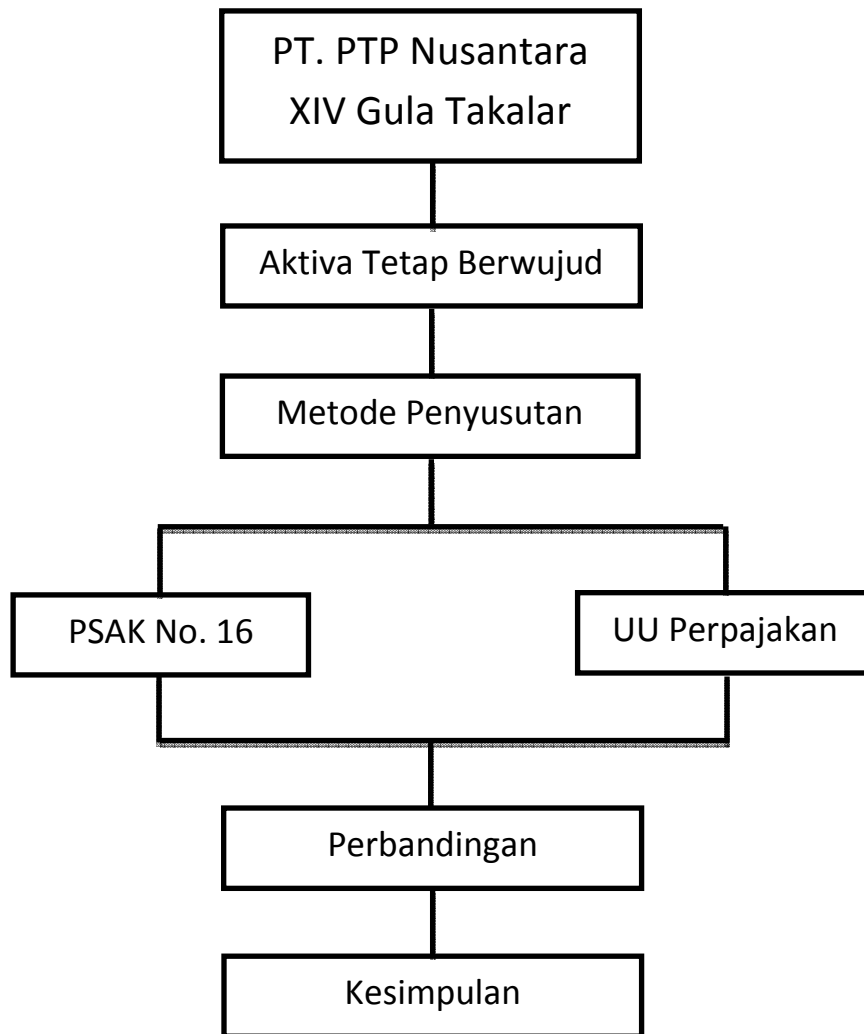 PT. PTP Nusantara
XIV Gula Takalar
Aktiva Tetap Berwujud
Metode Penyusutan
PSAK No. 16
UU Perpajakan
Perbandingan
Kesimpulan